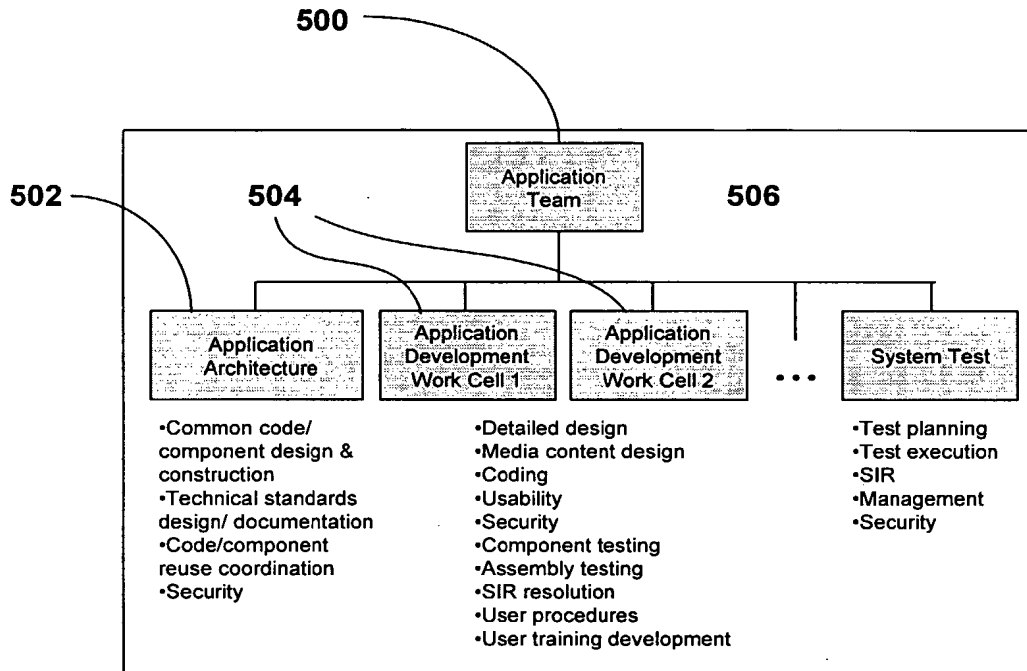 500
502
504
506
Application
Team
Application
Architecture
Application
Development
Work Cell 1
Application
Development
Work Cell 2
...
System Test
•Common code/
component design &
construction
•Technical standards
design/ documentation
•Code/component
reuse coordination
•Security
•Detailed design
•Media content design
•Coding
•Usability
•Security
•Component testing
•Assembly testing
•SIR resolution
•User procedures
•User training development
•Test planning
•Test execution
•SIR
•Management
•Security